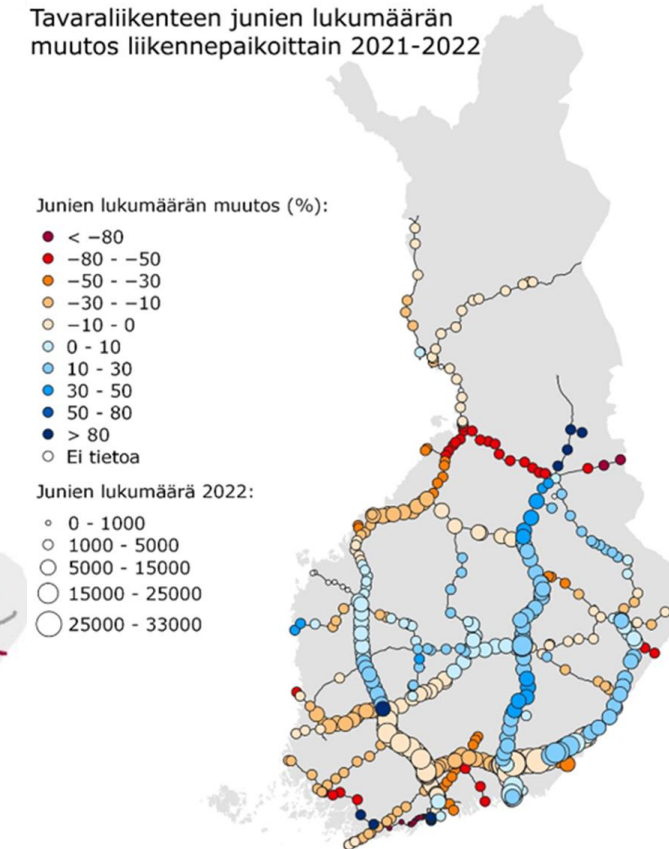 Tavaraliikenteen junien lukumäärän
muutos liikennepaikoittain 2021-2022
Junien lukumäärän muutos (%):
< −80
−80 - −50
−50 - −30
−30 - −10
−10 - 0
0 - 10
10 - 30
30 - 50
50 - 80
> 80
Ei tietoa
Junien lukumäärä 2022:
0 - 1000
1000 - 5000
5000 - 15000
15000 - 25000
25000 - 33000